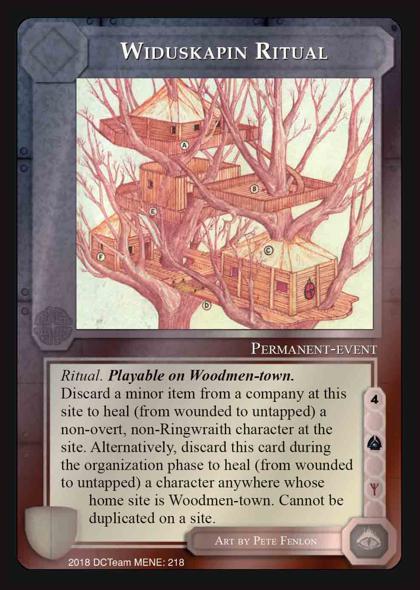 Widuskapin Ritual
A
B
E
C
F
D
Permanent-event
Ritual. Playable on Woodmen-town.
Discard a minor item from a company at this
site to heal (from wounded to untapped) a
non-overt, non-Ringwraith character at the
site. Alternatively, discard this card during
the organization phase to heal (from wounded
to untapped) a character anywhere whose
home site is Woodmen-town. Cannot be
duplicated on a site.
4
Art by Pete Fenlon
2018 DCTeam MENE: 218